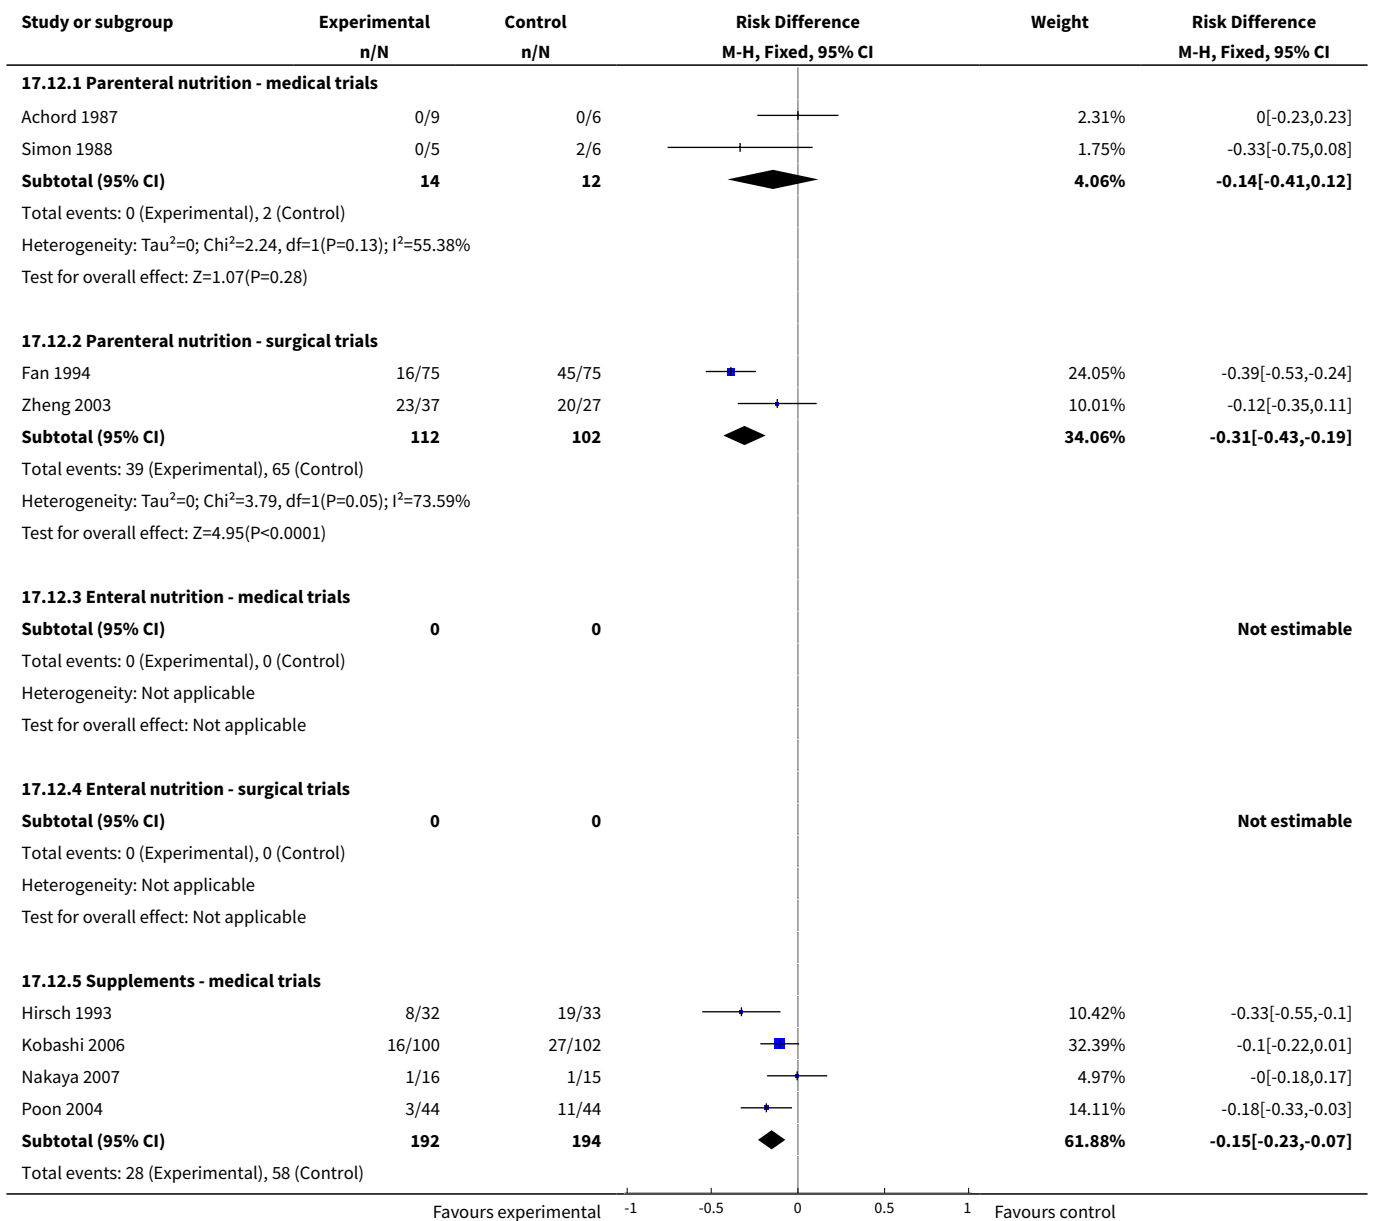 Study or subgroup Experimental Control Risk Difference Weight Risk Difference
n/N n/N M-H, Fixed, 95% CI M-H, Fixed, 95% CI
17.12.1 Parenteral nutrition - medical trials
Achord 1987 0/9 0/6 2.31% 0[-0.23,0.23]
Simon 1988 0/5 2/6 1.75% -0.33[-0.75,0.08]
Subtotal (95% CI) 14 12 4.06% -0.14[-0.41,0.12]
Total events: 0 (Experimental), 2 (Control)
Heterogeneity: Tau²=0; Chi²=2.24, df=1(P=0.13); I²=55.38%
Test for overall effect: Z=1.07(P=0.28)
17.12.2 Parenteral nutrition - surgical trials
Fan 1994 16/75 45/75 24.05% -0.39[-0.53,-0.24]
Zheng 2003 23/37 20/27 10.01% -0.12[-0.35,0.11]
Subtotal (95% CI) 112 102 34.06% -0.31[-0.43,-0.19]
Total events: 39 (Experimental), 65 (Control)
Heterogeneity: Tau²=0; Chi²=3.79, df=1(P=0.05); I²=73.59%
Test for overall effect: Z=4.95(P<0.0001)
17.12.3 Enteral nutrition - medical trials
Subtotal (95% CI) 0 0 Not estimable
Total events: 0 (Experimental), 0 (Control)
Heterogeneity: Not applicable
Test for overall effect: Not applicable
17.12.4 Enteral nutrition - surgical trials
Subtotal (95% CI) 0 0 Not estimable
Total events: 0 (Experimental), 0 (Control)
Heterogeneity: Not applicable
Test for overall effect: Not applicable
17.12.5 Supplements - medical trials
Hirsch 1993 8/32 19/33 10.42% -0.33[-0.55,-0.1]
Kobashi 2006 16/100 27/102 32.39% -0.1[-0.22,0.01]
Nakaya 2007 1/16 1/15 4.97% -0[-0.18,0.17]
Poon 2004 3/44 11/44 14.11% -0.18[-0.33,-0.03]
Subtotal (95% CI) 192 194 61.88% -0.15[-0.23,-0.07]
Total events: 28 (Experimental), 58 (Control)
Favours experimental -1 -0.5 0 0.5 1 Favours control